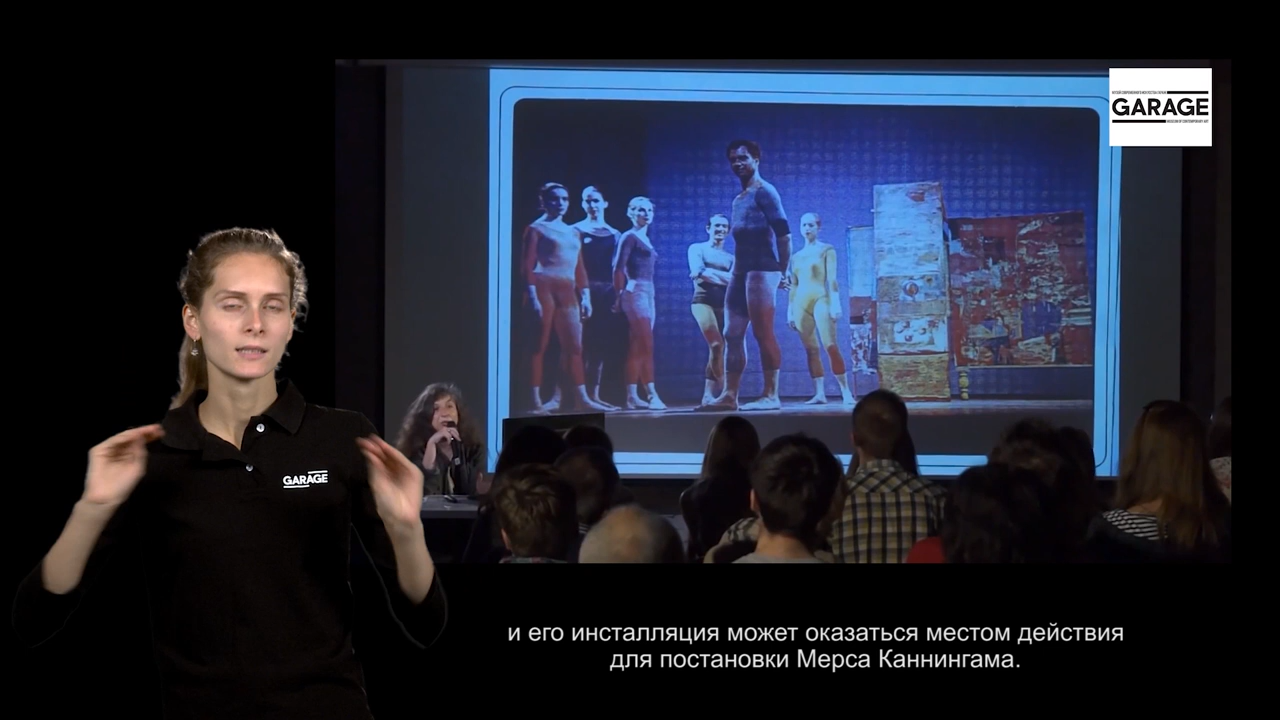 GARAGE
GARAGE
и его инсталляция может оказаться местом действия
для постановки Мерса Каннингама.